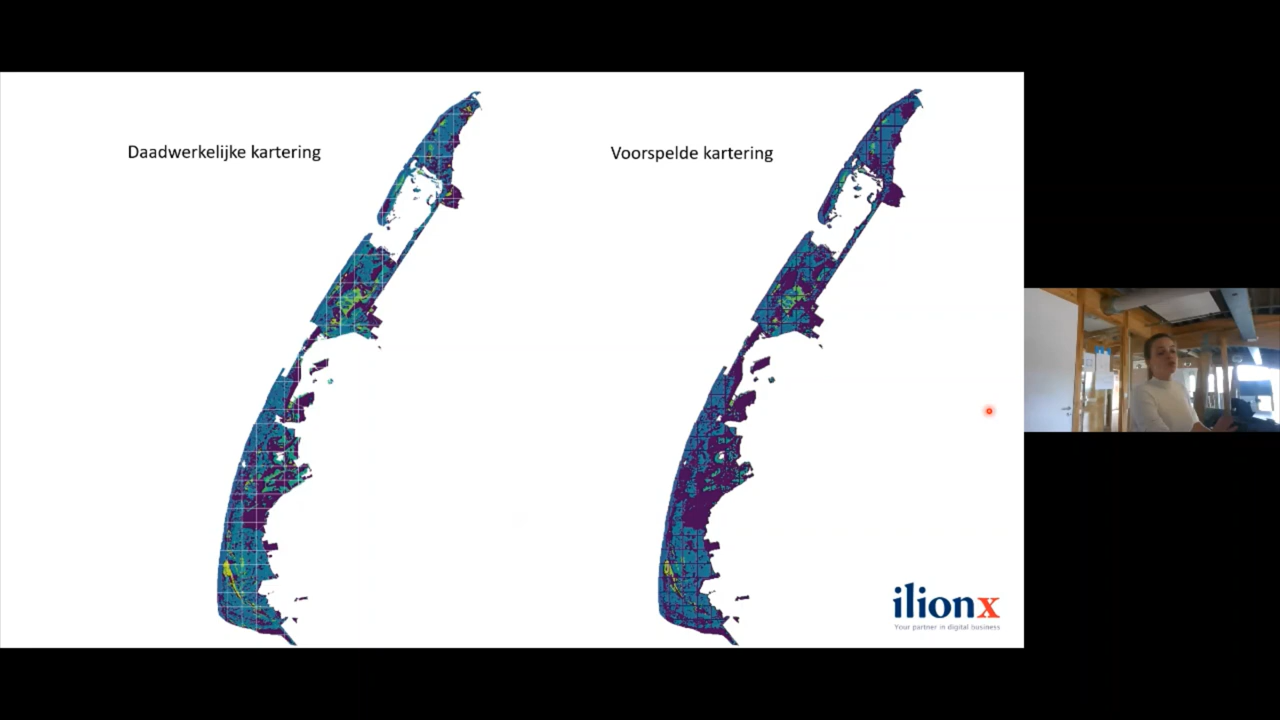 Daadwerkelijke kartering
Voorspelde kartering
ilionx
Your partner in digital business